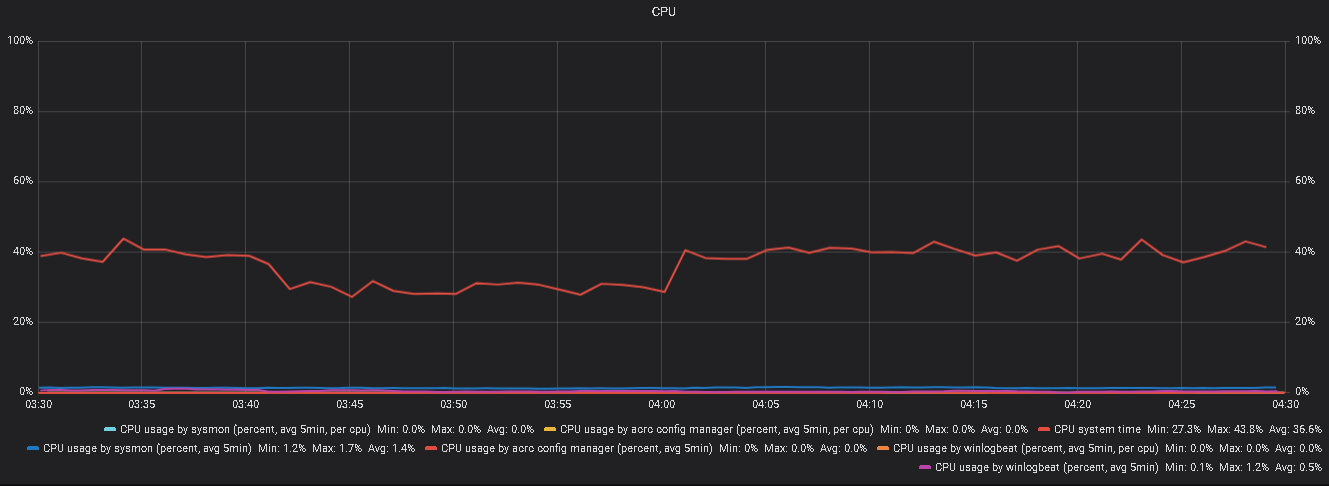 CPU
100% 100%
80% 80%
60% 60%
40% 40%
20% 20%
0% 0%
03:30 03:35 03:40 03:45 03:50 03:55 04:00 04:05 04:10 04:15 04:20 04:25 04:30
CPU usage by sysmon (percent, avg 5min, per cpu) Min: 0.0% Max: 0.0% Avg: 0.0% CPU usage by acrc config manager (percent, avg 5min, per cpu) Min: 0% Max: 0.0% Avg: 0.0% CPU system time Min: 27.3% Max: 43.8% Avg: 36.6%
CPU usage by sysmon (percent, avg 5min) Min: 1.2% Max: 1.7% Avg: 1.4% CPU usage by acrc config manager (percent, avg 5min) Min: 0% Max: 0.0% Avg: 0.0% CPU usage by winlogbeat (percent, avg 5min, per cpu) Min: 0.0% Max: 0.0% Avg: 0.0%
CPU usage by winlogbeat (percent, avg 5min) Min: 0.1% Max: 1.2% Avg: 0.5%